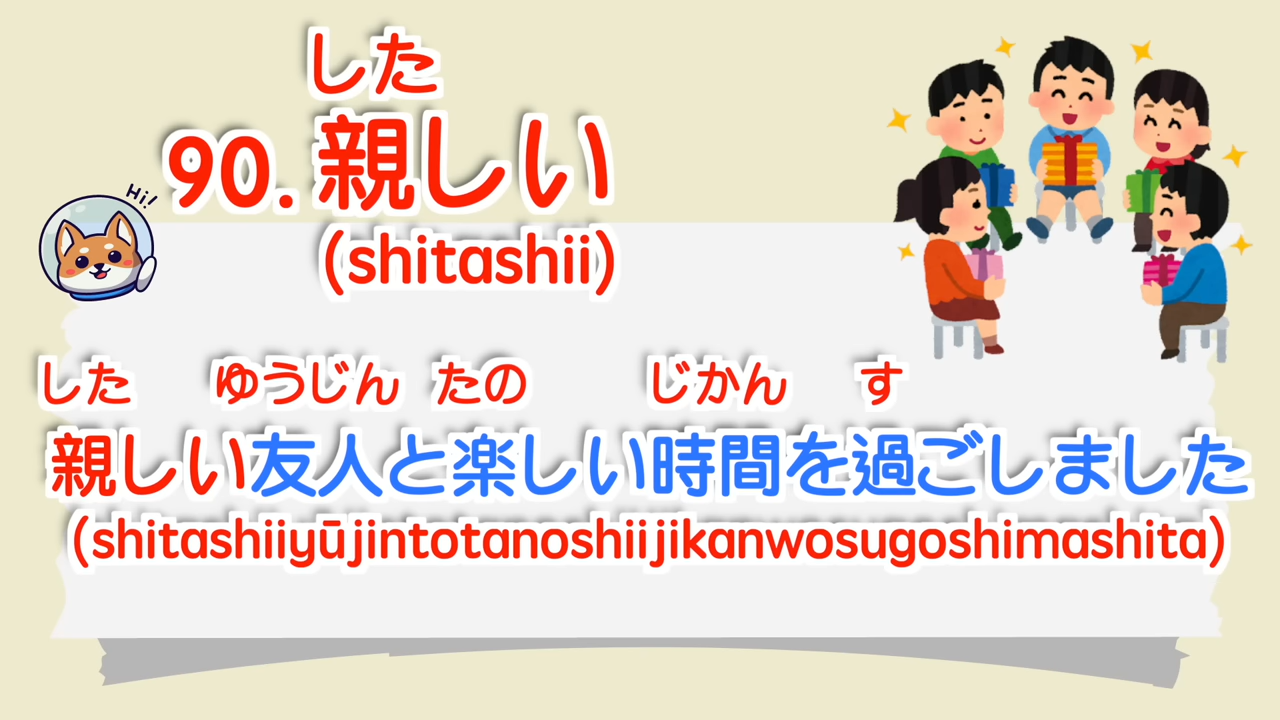 した
90. 親しい
(shitashii)
Hi!
した ゆうじん たの じかん す
親しい友人と楽しい時間を過ごしました
(shitashiiyūjintotanoshiijikanwosugoshimashita)